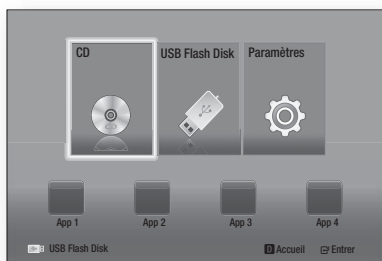 CD USB Flash Disk Paramètres
App 1 App 2 App 3 App 4
USB Flash Disk D Accueil Entrer